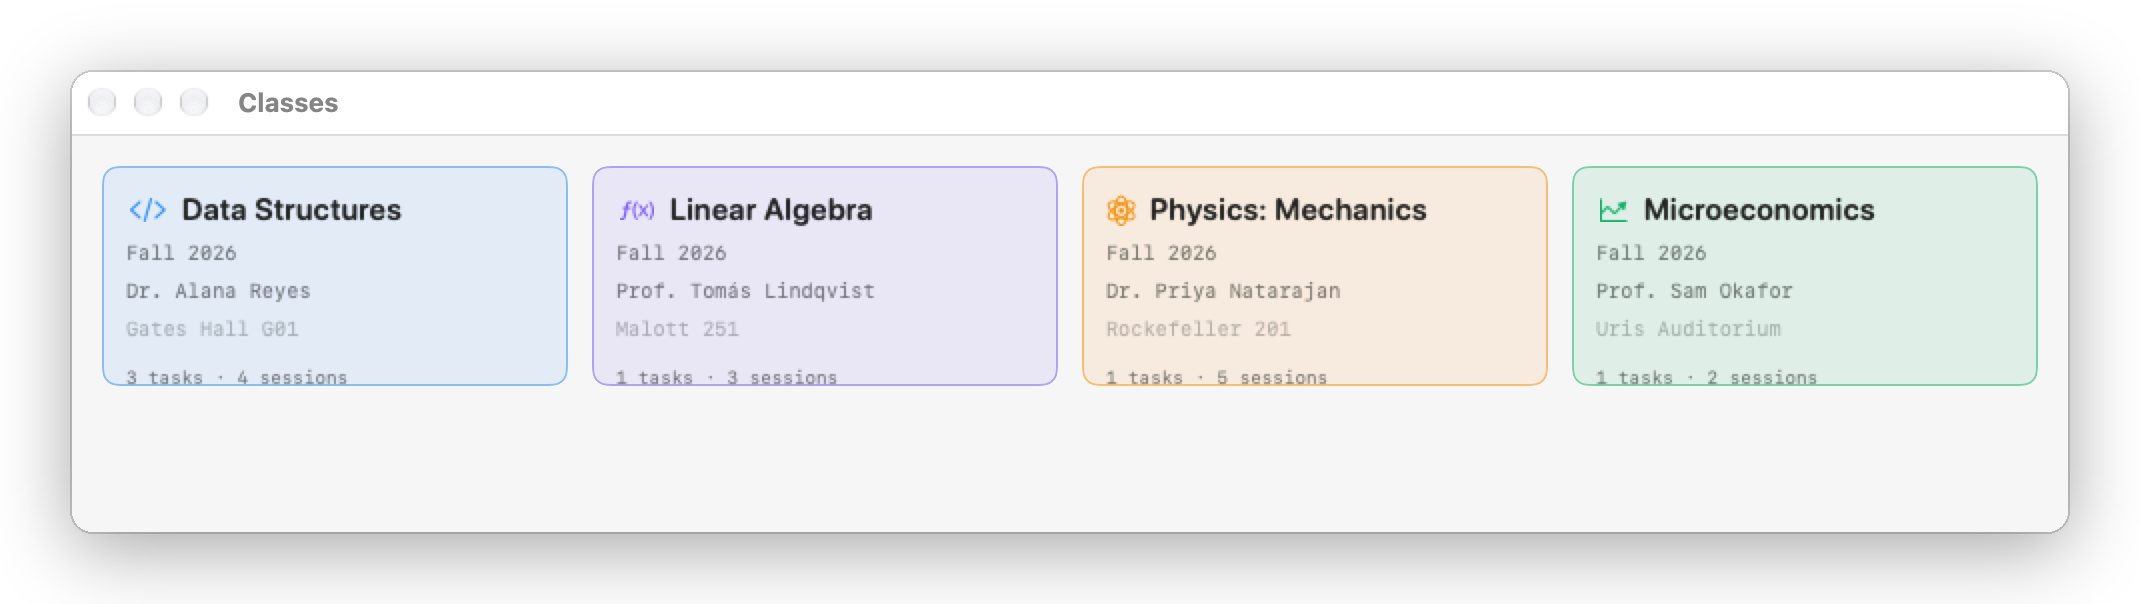 Classes
Data Structures
Fall 2026
Dr. Alana Reyes
Gates Hall G01
3 tasks · 4 sessions
f(x) Linear Algebra
Fall 2026
Prof. Tomás Lindqvist
Malott 251
1 tasks · 3 sessions
Physics: Mechanics
Fall 2026
Dr. Priya Natarajan
Rockefeller 201
1 tasks · 5 sessions
Microeconomics
Fall 2026
Prof. Sam Okafor
Uris Auditorium
1 tasks · 2 sessions